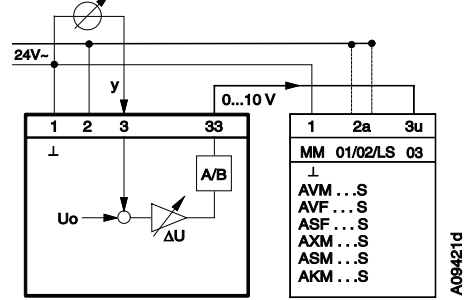 24V~
y
0...10 V
1 2 3 33
1 2a 3u
⊥
MM 01/02/LS 03
A/B
⊥
AVM ...S
AVF ...S
ASF ...S
AXM ...S
ASM ...S
AKM ...S
Uo
ΔU
A09421d